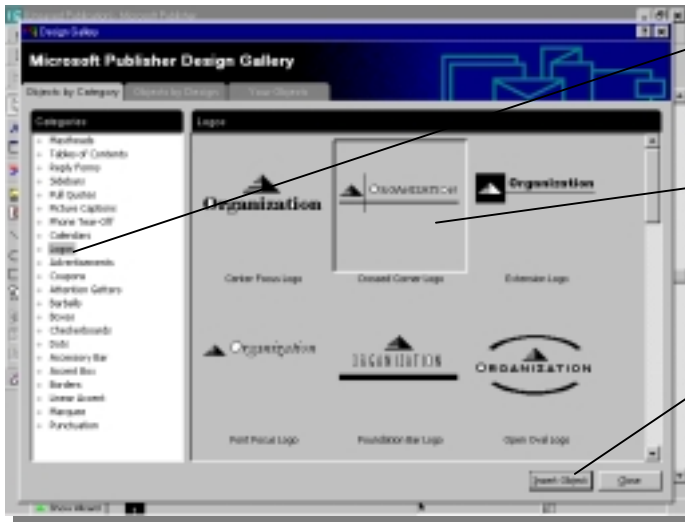 Design Gallery
Microsoft Publisher Design Gallery
Objects by Category
Objects by Design
Your Objects
Categories
Mastheads
Tables of Contents
Reply Forms
Sidebars
Pull Quotes
Picture Captions
Phone Tear-Off
Calendars
Logos
Advertisements
Coupons
Attention Getters
Barbells
Boxes
Checkerboards
Dots
Accessory Bar
Accent Box
Borders
Linear Accent
Marquee
Punctuation
Logos
Organization
Organization
Organization
Center Focus Logo
Crossed Corner Logo
Extension Logo
Organization
ORGANIZATION
ORGANIZATION
Point Focus Logo
Foundation Bar Logo
Open Oval Logo
Insert Object
Close